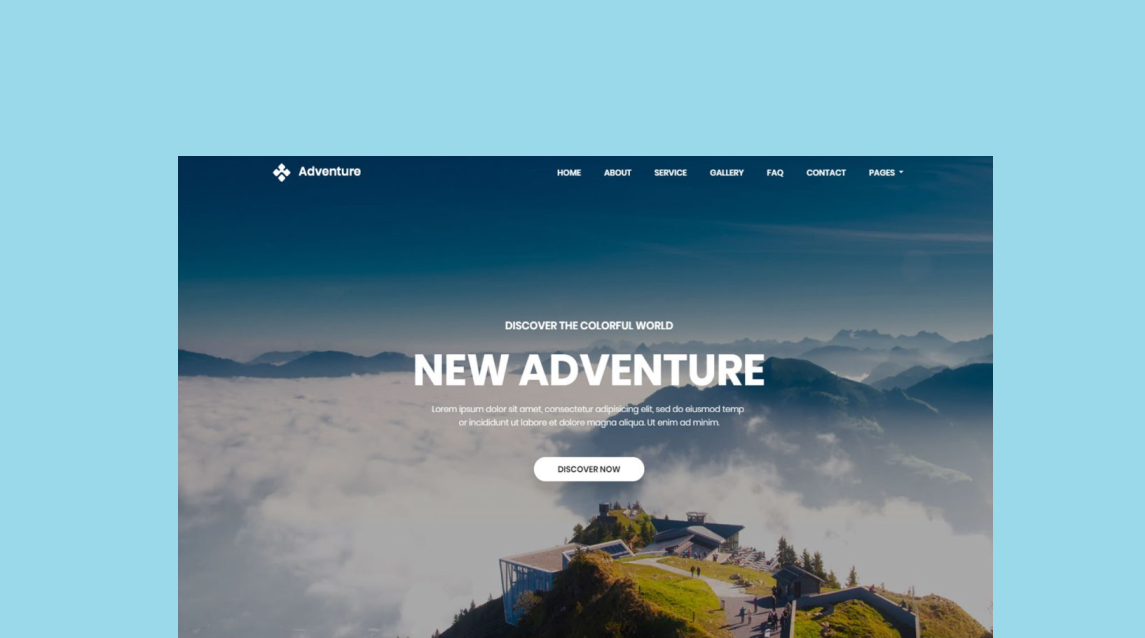 Adventure
HOME ABOUT SERVICE GALLERY FAQ CONTACT PAGES
DISCOVER THE COLORFUL WORLD
NEW ADVENTURE
Lorem ipsum dolor sit amet, consectetur adipisicing elit, sed do eiusmod temp
or incididunt ut labore et dolore magna aliqua. Ut enim ad minim.
DISCOVER NOW